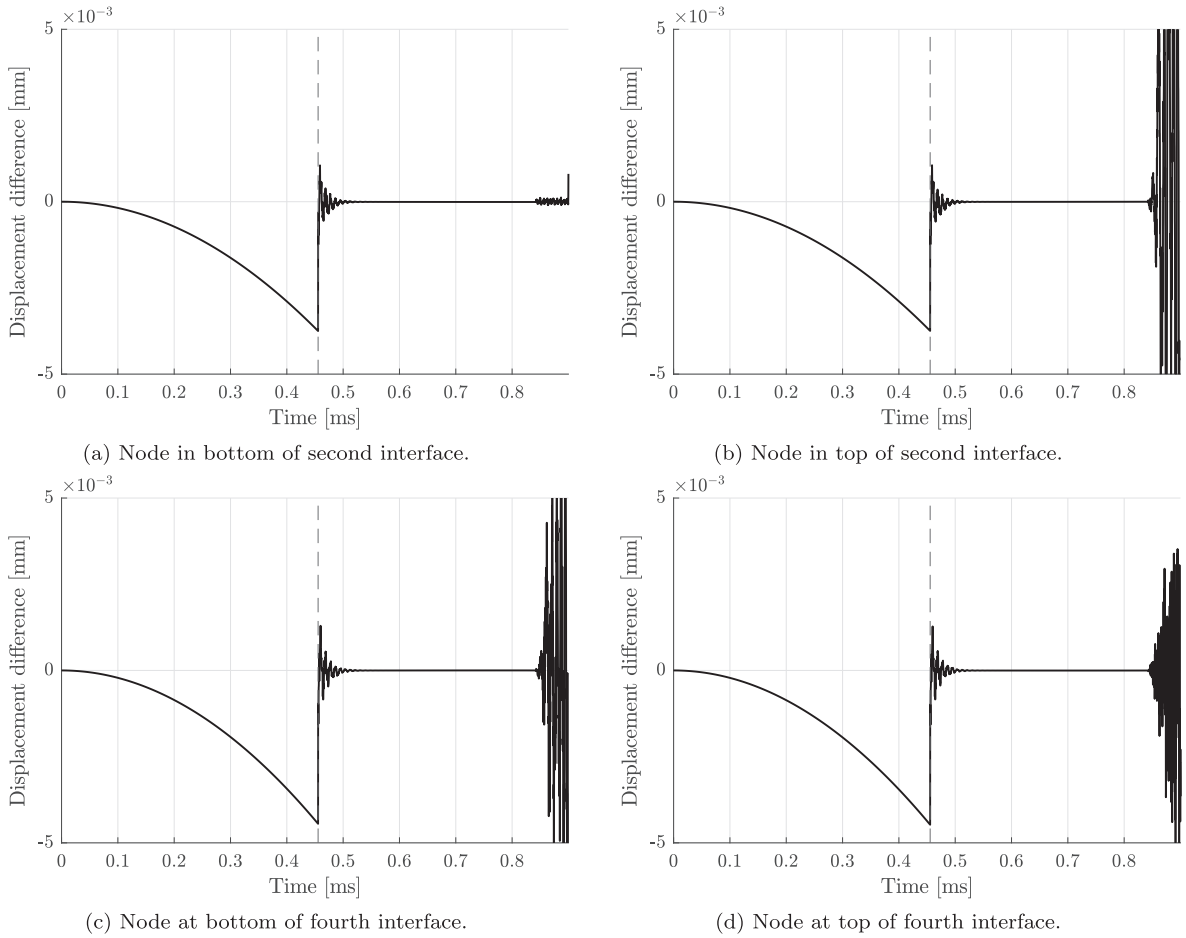 ×10⁻³
5
0
-5
Displacement difference [mm]
0 0.1 0.2 0.3 0.4 0.5 0.6 0.7 0.8
Time [ms]
(a) Node in bottom of second interface.
×10⁻³
5
0
-5
Displacement difference [mm]
0 0.1 0.2 0.3 0.4 0.5 0.6 0.7 0.8
Time [ms]
(b) Node in top of second interface.
×10⁻³
5
0
-5
Displacement difference [mm]
0 0.1 0.2 0.3 0.4 0.5 0.6 0.7 0.8
Time [ms]
(c) Node at bottom of fourth interface.
×10⁻³
5
0
-5
Displacement difference [mm]
0 0.1 0.2 0.3 0.4 0.5 0.6 0.7 0.8
Time [ms]
(d) Node at top of fourth interface.